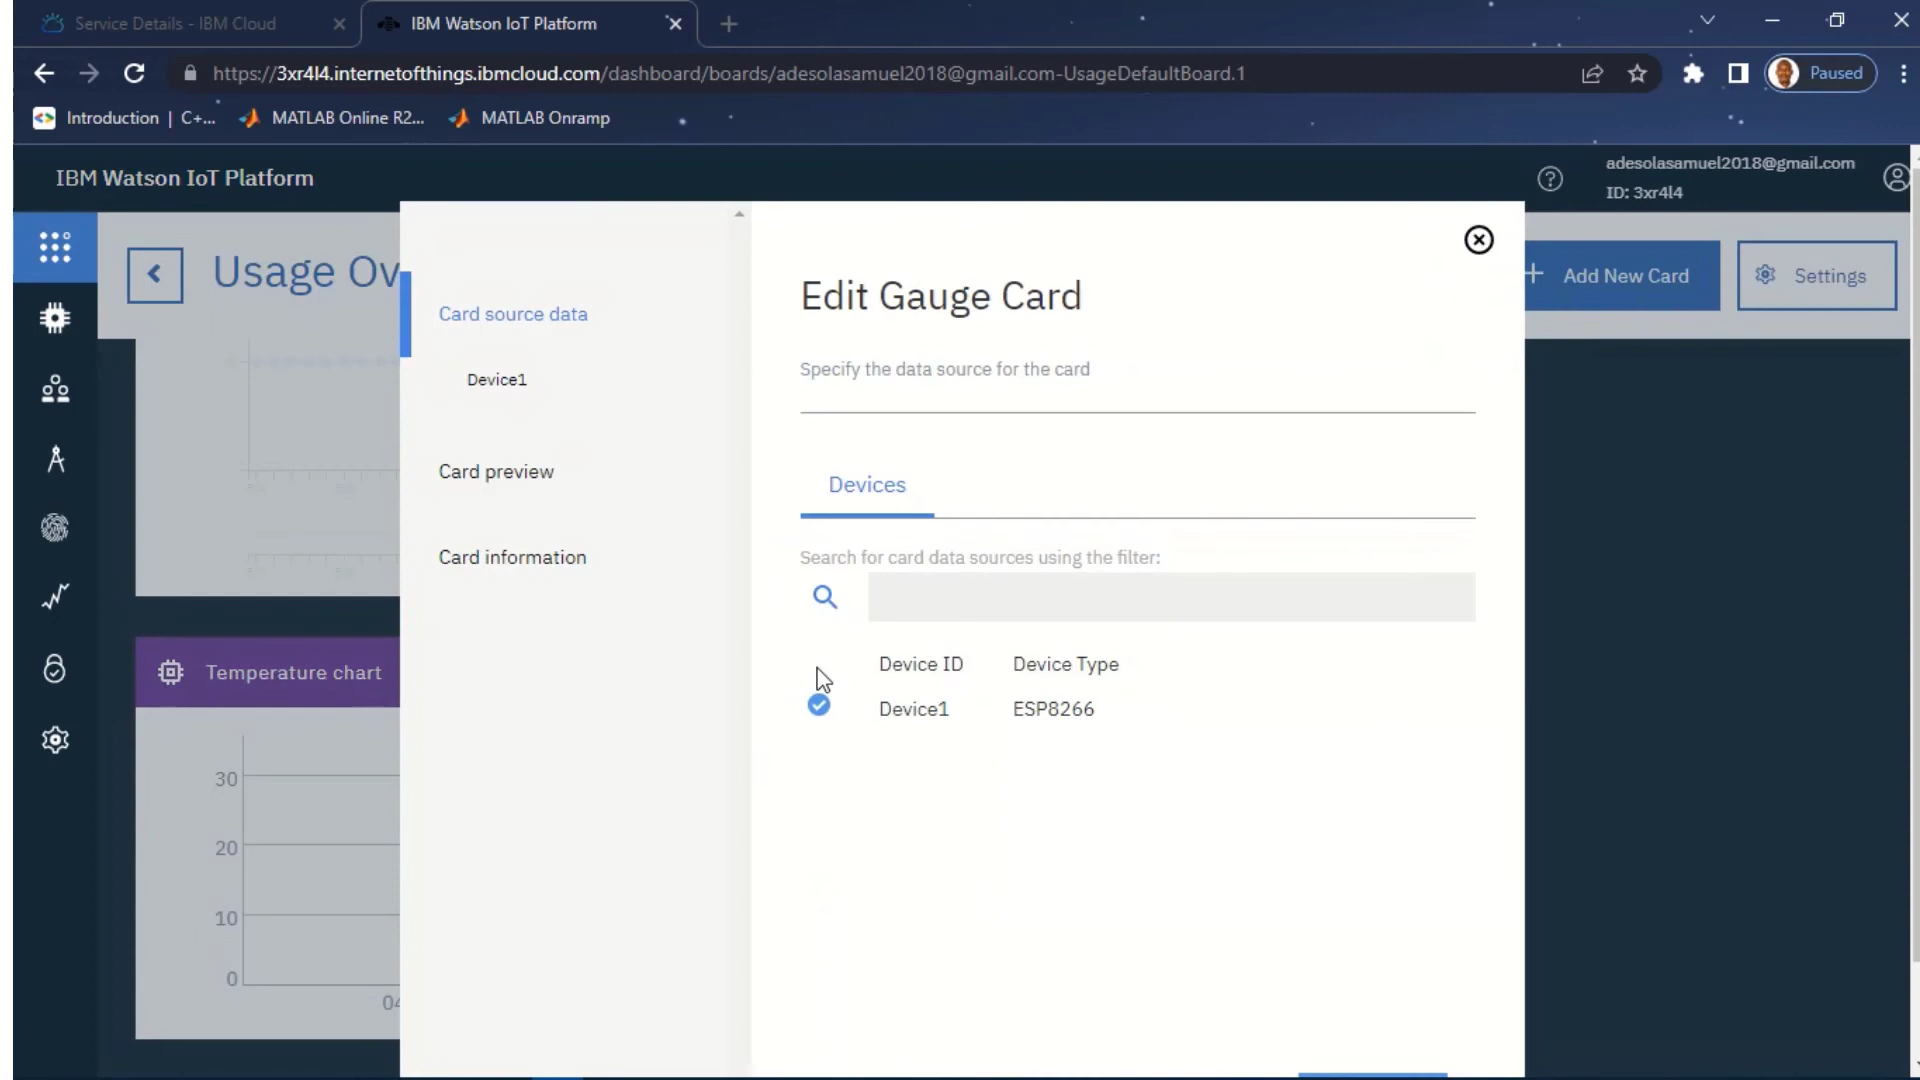 Service Details - IBM Cloud
IBM Watson IoT Platform
https://3xr4l4.internetofthings.ibmcloud.com/dashboard/boards/adesolasamuel2018@gmail.com-UsageDefaultBoard.1
Paused
Introduction | C+...
MATLAB Online R2...
MATLAB Onramp
IBM Watson IoT Platform
adesolasamuel2018@gmail.com
ID: 3xr4l4
Usage Ov
Add New Card
Settings
Card source data
Device1
Card preview
Card information
Edit Gauge Card
Specify the data source for the card
Devices
Search for card data sources using the filter:
Device ID Device Type
Device1 ESP8266
Temperature chart
30
20
10
0
04